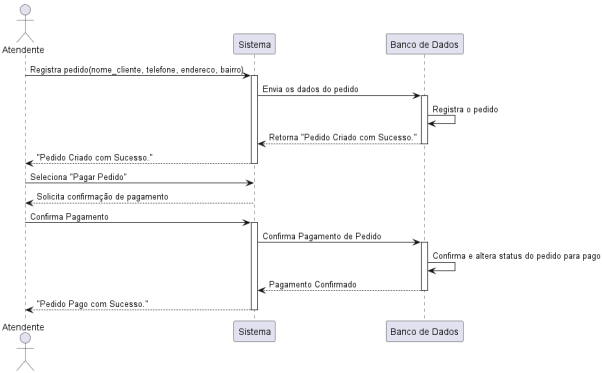 Atendente
Sistema
Banco de Dados
Registra pedido(nome_cliente, telefone, endereco, bairro)
Envia os dados do pedido
Registra o pedido
Retorna "Pedido Criado com Sucesso."
"Pedido Criado com Sucesso."
Seleciona "Pagar Pedido"
Solicita confirmação de pagamento
Confirma Pagamento
Confirma Pagamento de Pedido
Confirma e altera status do pedido para pago
Pagamento Confirmado
"Pedido Pago com Sucesso."
Atendente
Sistema
Banco de Dados